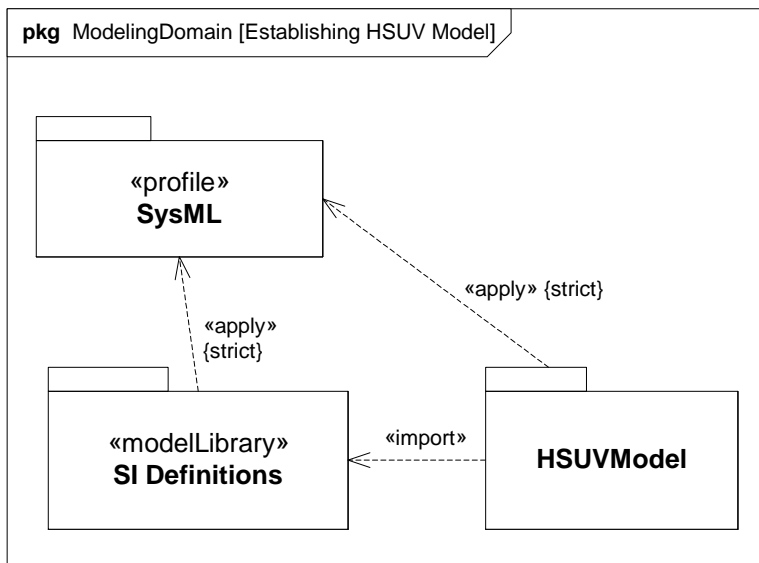 pkg ModelingDomain [Establishing HSUV Model]
«profile»
SysML
«apply» {strict}
«apply»
{strict}
«modelLibrary»
SI Definitions
«import»
HSUVModel